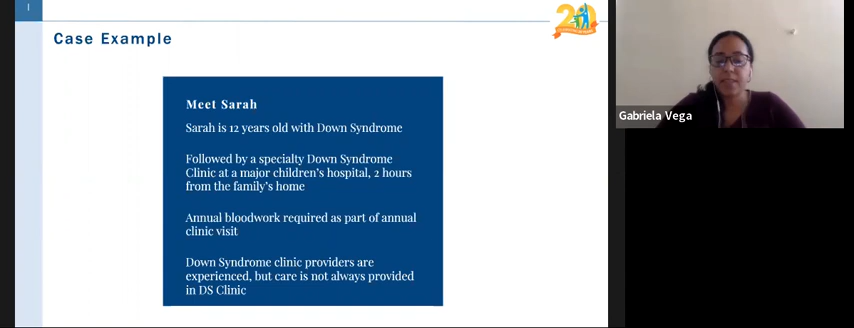 1
20
Case Example
Meet Sarah
Sarah is 12 years old with Down Syndrome
Followed by a specialty Down Syndrome
Clinic at a major children's hospital, 2 hours
from the family's home
Annual bloodwork required as part of annual
clinic visit
Down Syndrome clinic providers are
experienced, but care is not always provided
in DS Clinic
Gabriela Vega